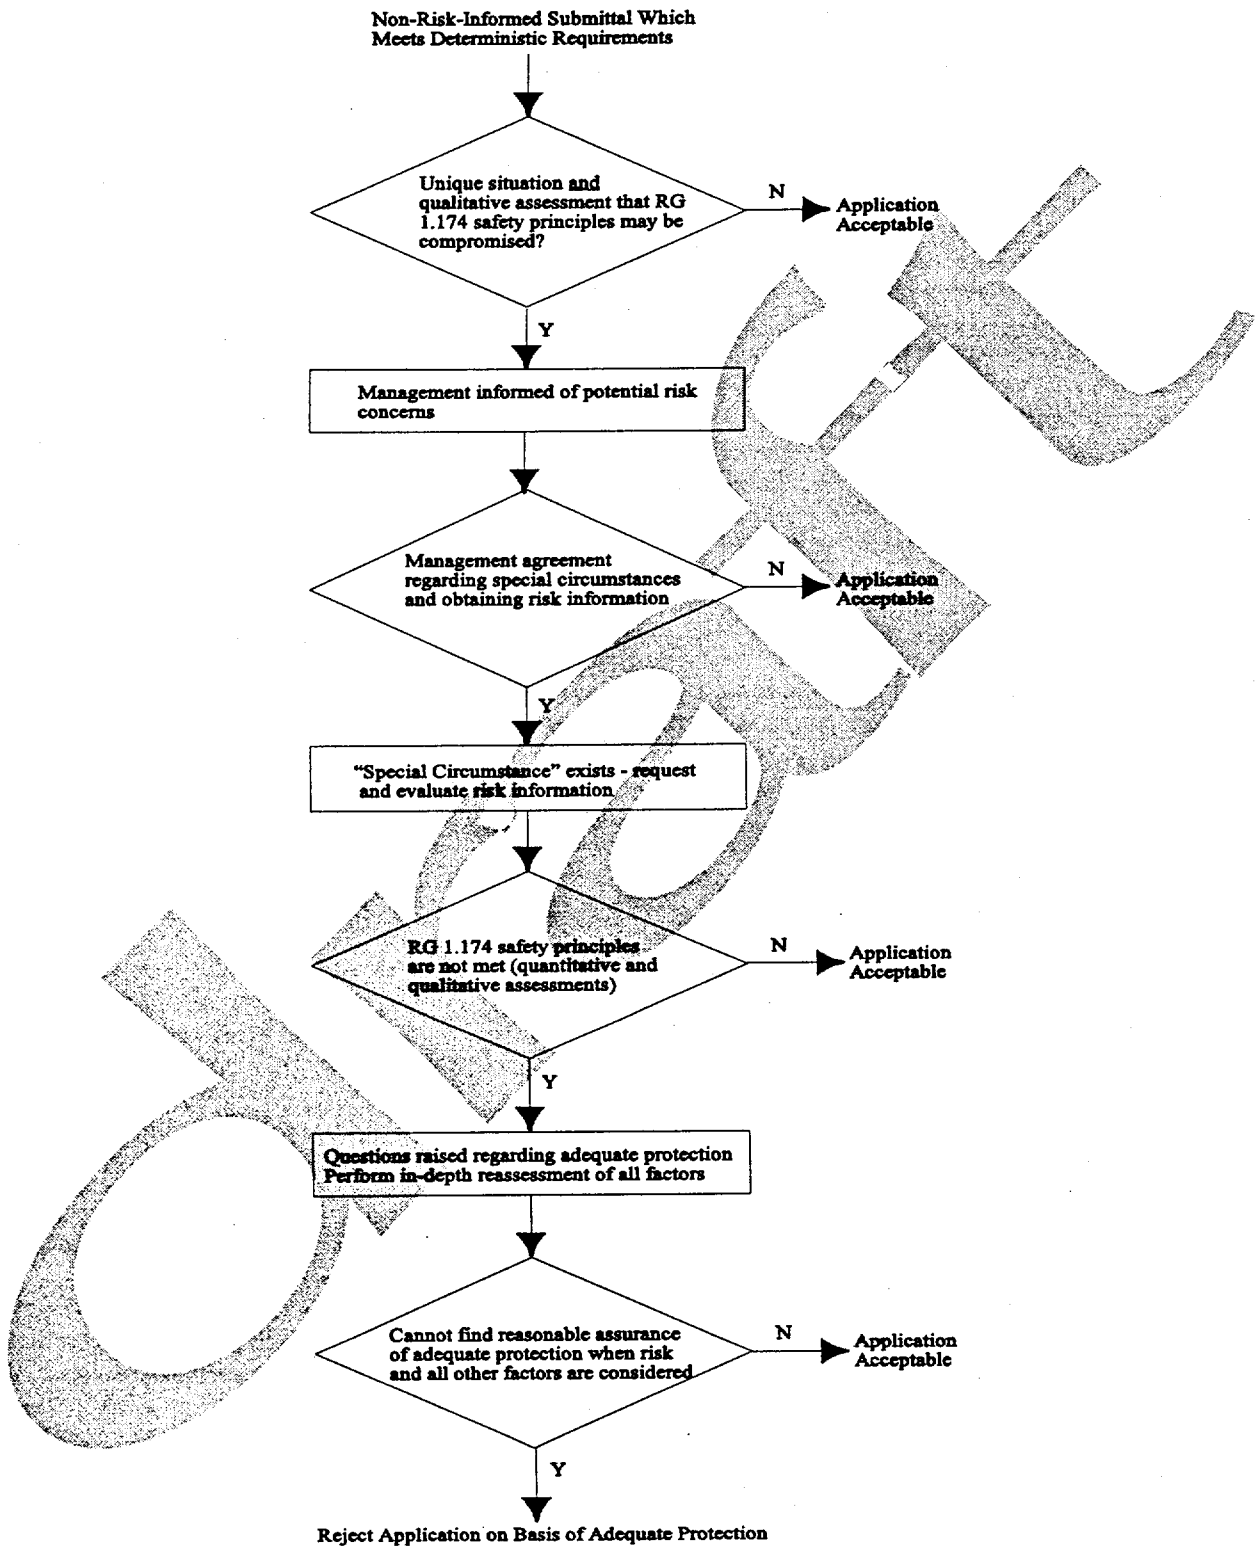 Non-Risk-Informed Submittal Which
Meets Deterministic Requirements
Unique situation and
qualitative assessment that RG
1.174 safety principles may be
compromised?
N
Application
Acceptable
Y
Management informed of potential risk
concerns
Management agreement
regarding special circumstances
and obtaining risk information
N
Application
Acceptable
Y
“Special Circumstance” exists - request
and evaluate risk information
RG 1.174 safety principles
are not met (quantitative and
qualitative assessments)
N
Application
Acceptable
Y
Questions raised regarding adequate protection
Perform in-depth reassessment of all factors
Cannot find reasonable assurance
of adequate protection when risk
and all other factors are considered
N
Application
Acceptable
Y
Reject Application on Basis of Adequate Protection
draft